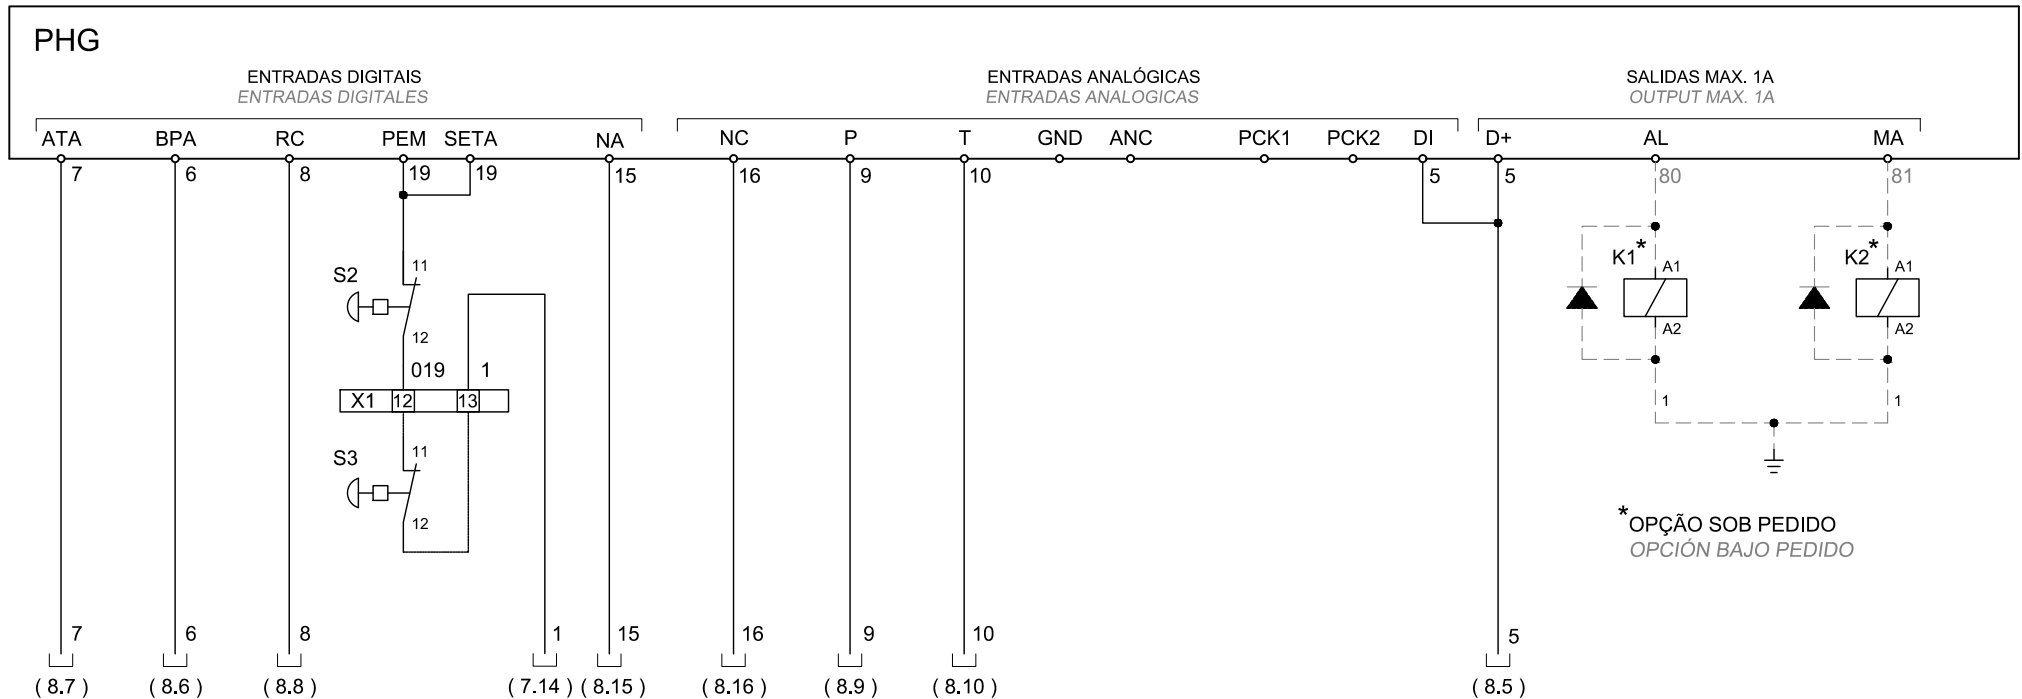 PHG
ENTRADAS DIGITAIS ENTRADAS ANALÓGICAS SALIDAS MAX. 1A
ENTRADAS DIGITALES ENTRADAS ANALOGICAS OUTPUT MAX. 1A
ATA BPA RC PEM SETA NA NC P T GND ANC PCK1 PCK2 DI D+ AL MA
7 6 8 19 19 15 16 9 10 5 5 80 81
K1* K2*
S2 11 A1 A1
12 A2 A2
019 1
X1 12 13 1 1
S3 11
12
*OPÇÃO SOB PEDIDO
OPCIÓN BAJO PEDIDO
7 6 8 1 15 16 9 10 5
( 8.7 ) ( 8.6 ) ( 8.8 ) ( 7.14 ) ( 8.15 ) ( 8.16 ) ( 8.9 ) ( 8.10 ) ( 8.5 )